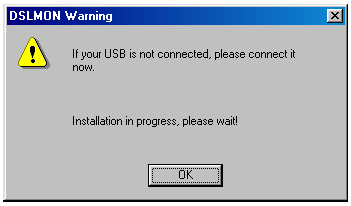 DSLMON Warning
If your USB is not connected, please connect it
now.
Installation in progress, please wait!
OK